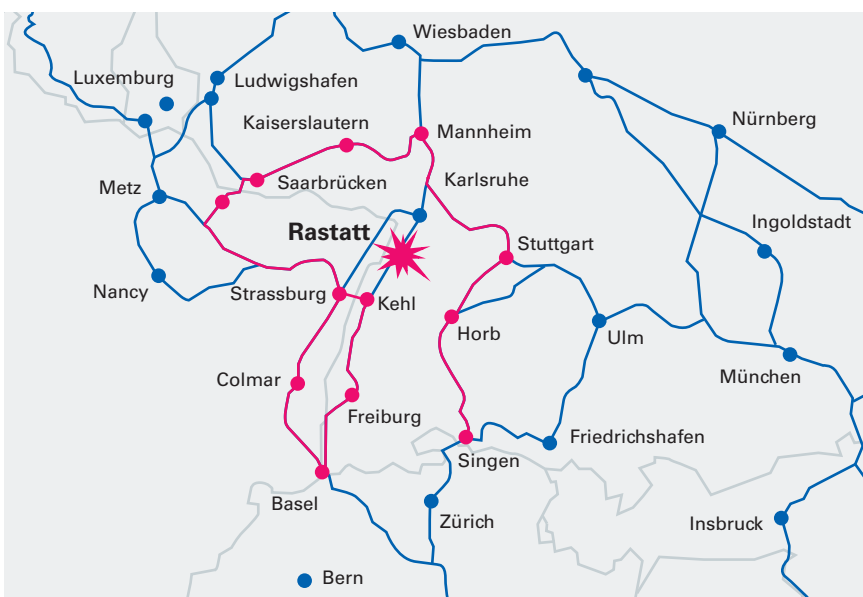 Wiesbaden
Luxemburg
Ludwigshafen
Kaiserslautern
Nürnberg
Mannheim
Metz
Saarbrücken
Karlsruhe
Rastatt
Stuttgart
Ingoldstadt
Nancy
Strassburg
Kehl
Horb
Ulm
Colmar
München
Freiburg
Friedrichshafen
Singen
Basel
Zürich
Insbruck
Bern